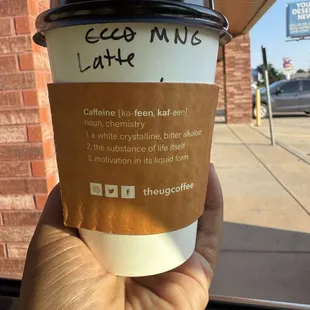 ECCO MNG
Latte
Caffeine [ka-feen, kaf-een]
noun, chemistry
1. a white crystalline, bitter alkaloid
2. the substance of life itself
3. motivation in its liquid form
theugcoffee